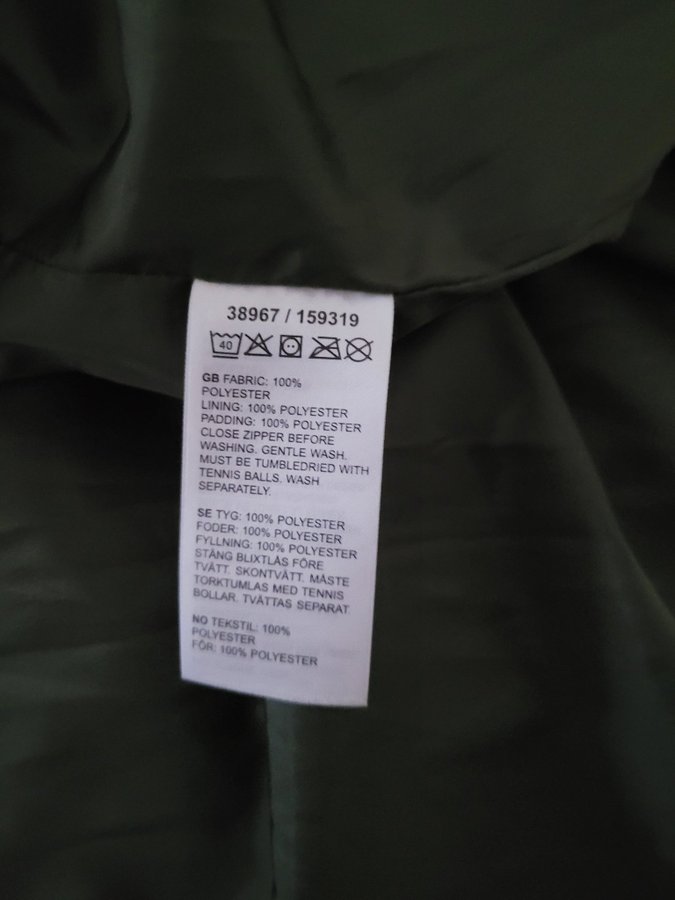 38967 / 159319
40
GB FABRIC: 100%
POLYESTER
LINING: 100% POLYESTER
PADDING: 100% POLYESTER
CLOSE ZIPPER BEFORE
WASHING. GENTLE WASH.
MUST BE TUMBLEDRIED WITH
TENNIS BALLS. WASH
SEPARATELY.
SE TYG: 100% POLYESTER
FODER: 100% POLYESTER
FYLLNING: 100% POLYESTER
STÄNG BLIXTLÅS FÖRE
TVÄTT. SKONTVÄTT. MÅSTE
TORKTUMLAS MED TENNIS
BOLLAR. TVÄTTAS SEPARAT
NO TEKSTIL: 100%
POLYESTER
FÔR: 100% POLYESTER